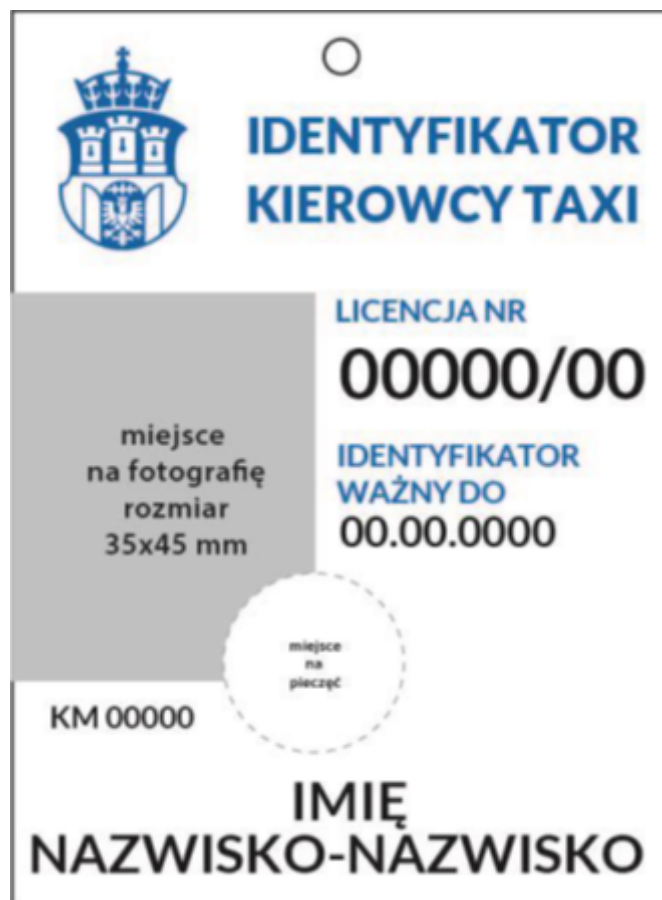 IDENTYFIKATOR
KIEROWCY TAXI
LICENCJA NR
00000/00
IDENTYFIKATOR
WAŻNY DO
00.00.0000
miejsce
na fotografię
rozmiar
35x45 mm
miejsce
na
pieczęć
KM 00000
IMIĘ
NAZWISKO-NAZWISKO